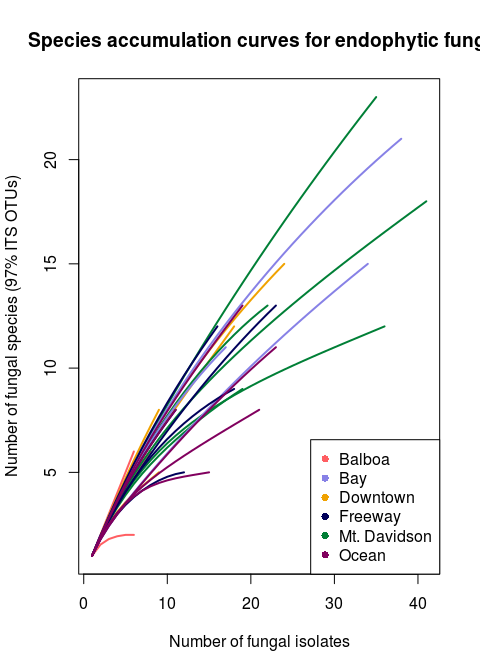 Species accumulation curves for endophytic fung
Number of fungal species (97% ITS OTUs)
20
15
10
5
0 10 20 30 40
Number of fungal isolates
Balboa
Bay
Downtown
Freeway
Mt. Davidson
Ocean